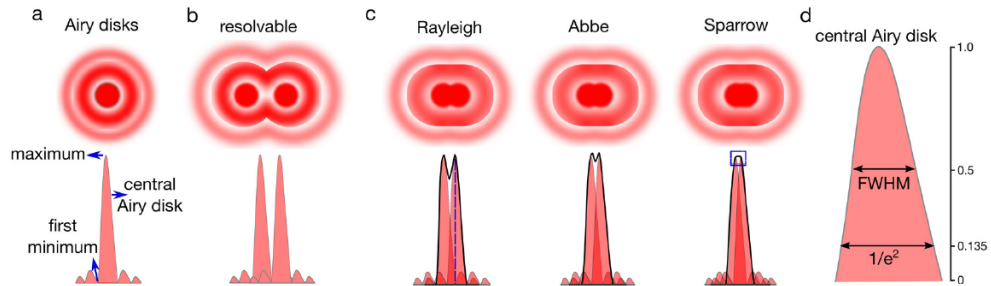 a
Airy disks
maximum
central
Airy disk
first
minimum
b
resolvable
c
Rayleigh
Abbe
Sparrow
d
central Airy disk
1.0
0.5
FWHM
0.135
1/e²
0